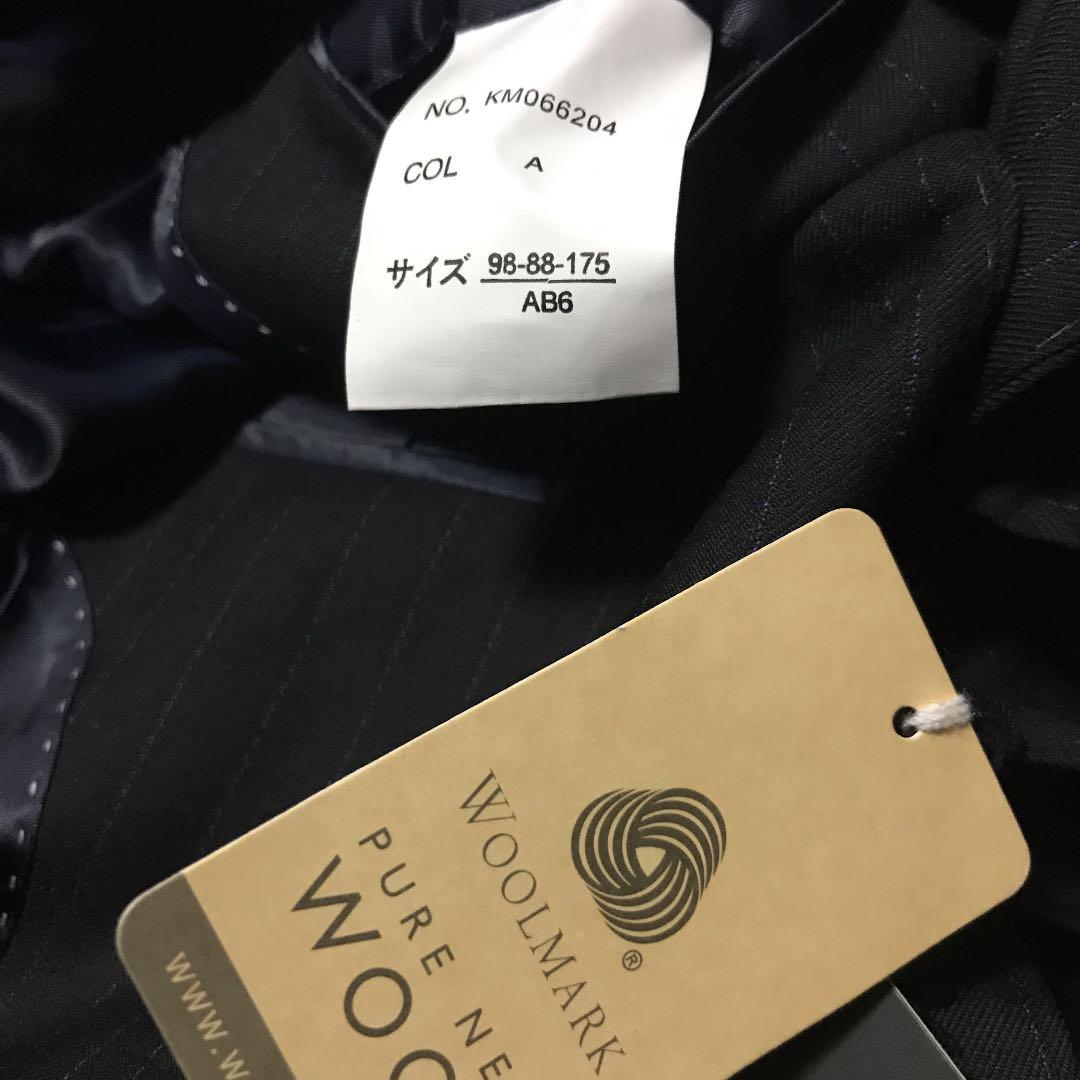 NO. KM066204
COL A
サイズ 98-88-175
AB6
WOOLMARK
®
PURE NE
WOO
WWW.W